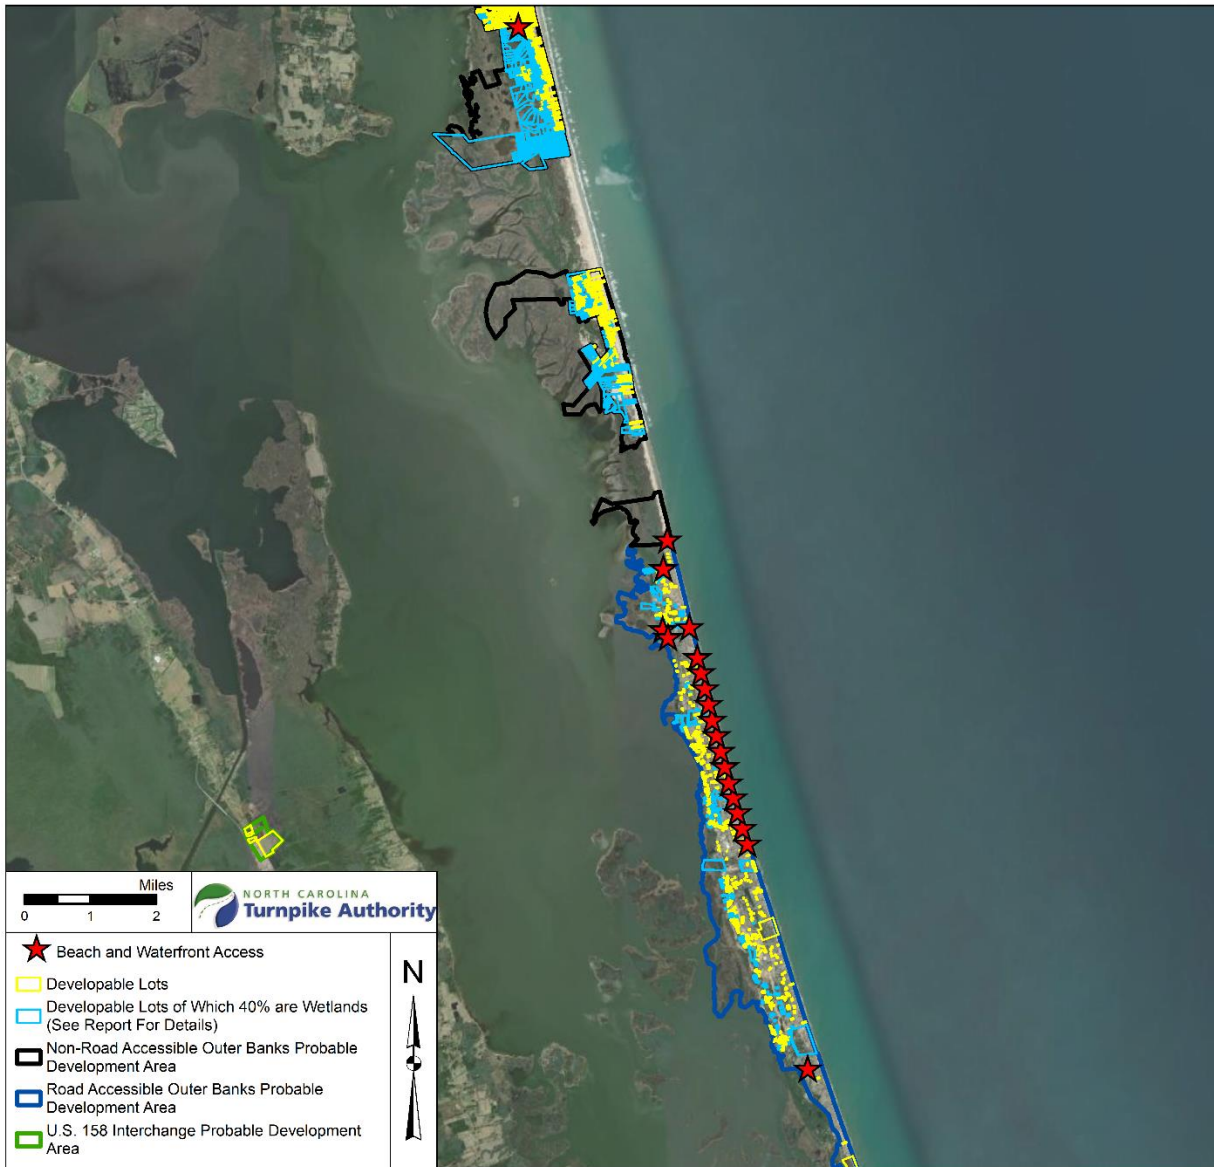 Miles
0 1 2
NORTH CAROLINA
Turnpike Authority
Beach and Waterfront Access
Developable Lots
Developable Lots of Which 40% are Wetlands
(See Report For Details)
Non-Road Accessible Outer Banks Probable
Development Area
Road Accessible Outer Banks Probable
Development Area
U.S. 158 Interchange Probable Development
Area
N